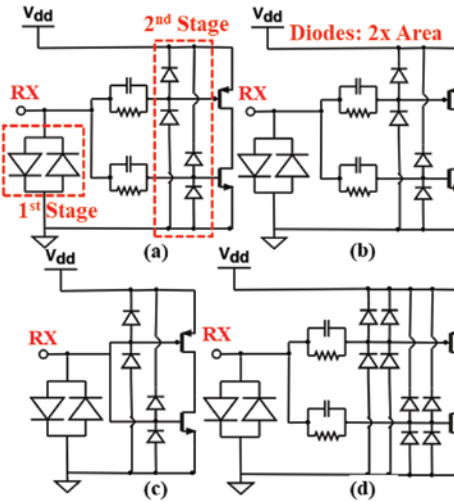 Vdd
2nd Stage
RX
1st Stage
(a)
Vdd
Diodes: 2x Area
RX
(b)
Vdd
RX
(c)
Vdd
RX
(d)